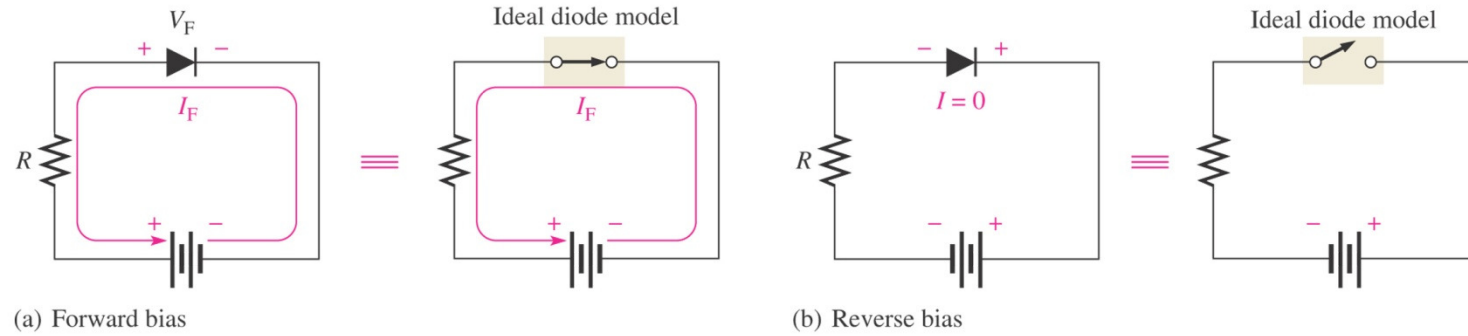 V_F
+ −
I_F
R
+ −
≡
Ideal diode model
I_F
+ −
(a) Forward bias
− +
I = 0
R
− +
≡
Ideal diode model
− +
(b) Reverse bias